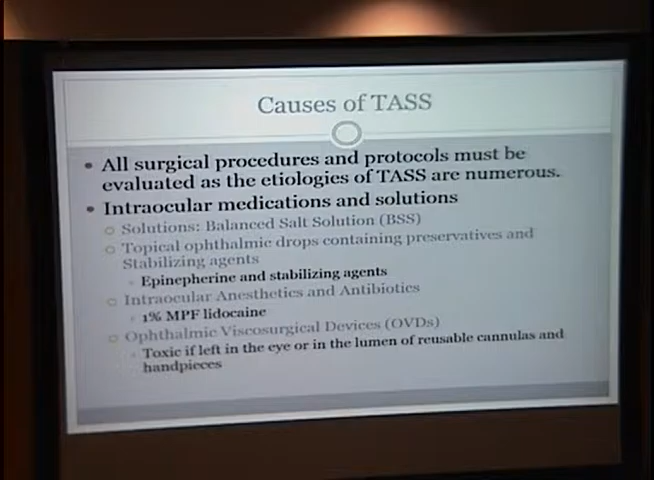 Causes of TASS
• All surgical procedures and protocols must be
evaluated as the etiologies of TASS are numerous.
• Intraocular medications and solutions
○ Solutions: Balanced Salt Solution (BSS)
○ Topical ophthalmic drops containing preservatives and
Stabilizing agents
◦ Epinepherine and stabilizing agents
○ Intraocular Anesthetics and Antibiotics
◦ 1% MPF lidocaine
○ Ophthalmic Viscosurgical Devices (OVDs)
◦ Toxic if left in the eye or in the lumen of reusable cannulas and
handpieces